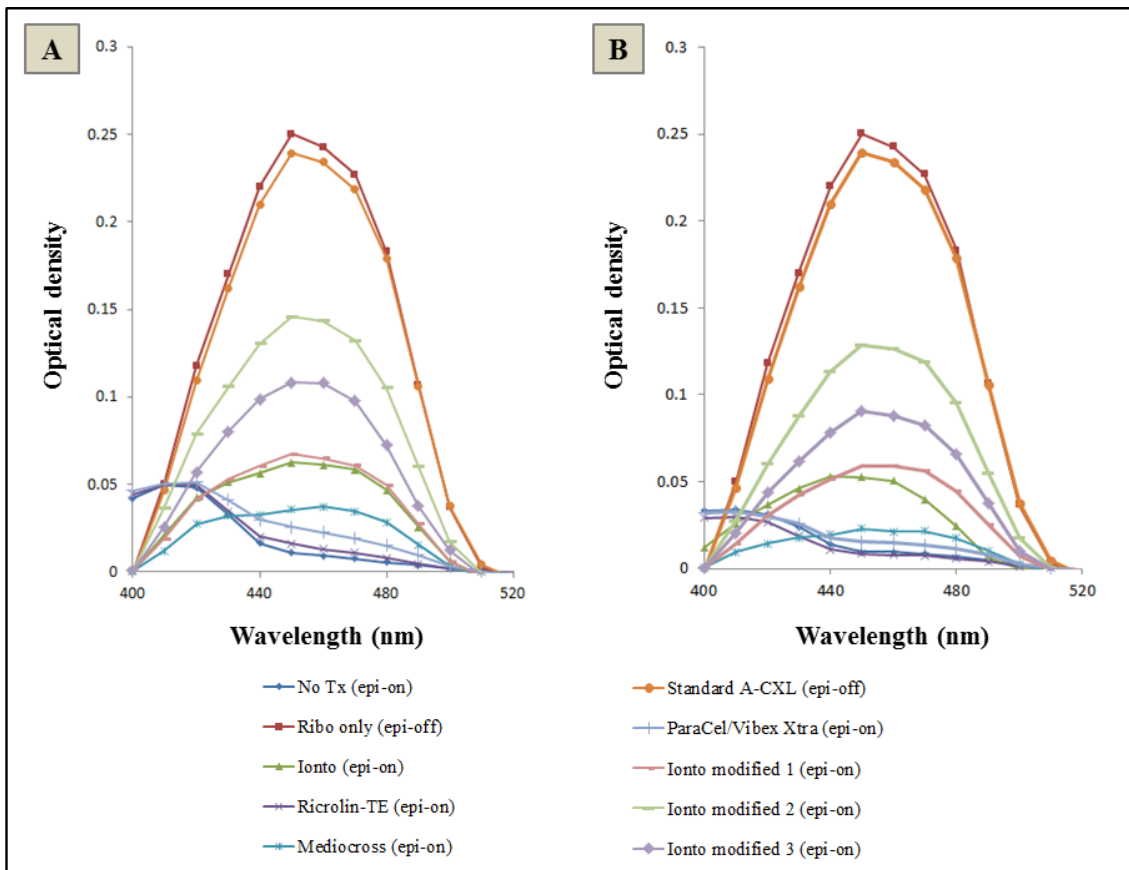 A
0.3
0.25
0.2
0.15
0.1
0.05
0
400
440
480
520
Optical density
Wavelength (nm)
B
0.3
0.25
0.2
0.15
0.1
0.05
0
400
440
480
520
Optical density
Wavelength (nm)
No Tx (epi-on)
Ribo only (epi-off)
Ionto (epi-on)
Ricrolin-TE (epi-on)
Mediocross (epi-on)
Standard A-CXL (epi-off)
ParaCel/Vibex Xtra (epi-on)
Ionto modified 1 (epi-on)
Ionto modified 2 (epi-on)
Ionto modified 3 (epi-on)